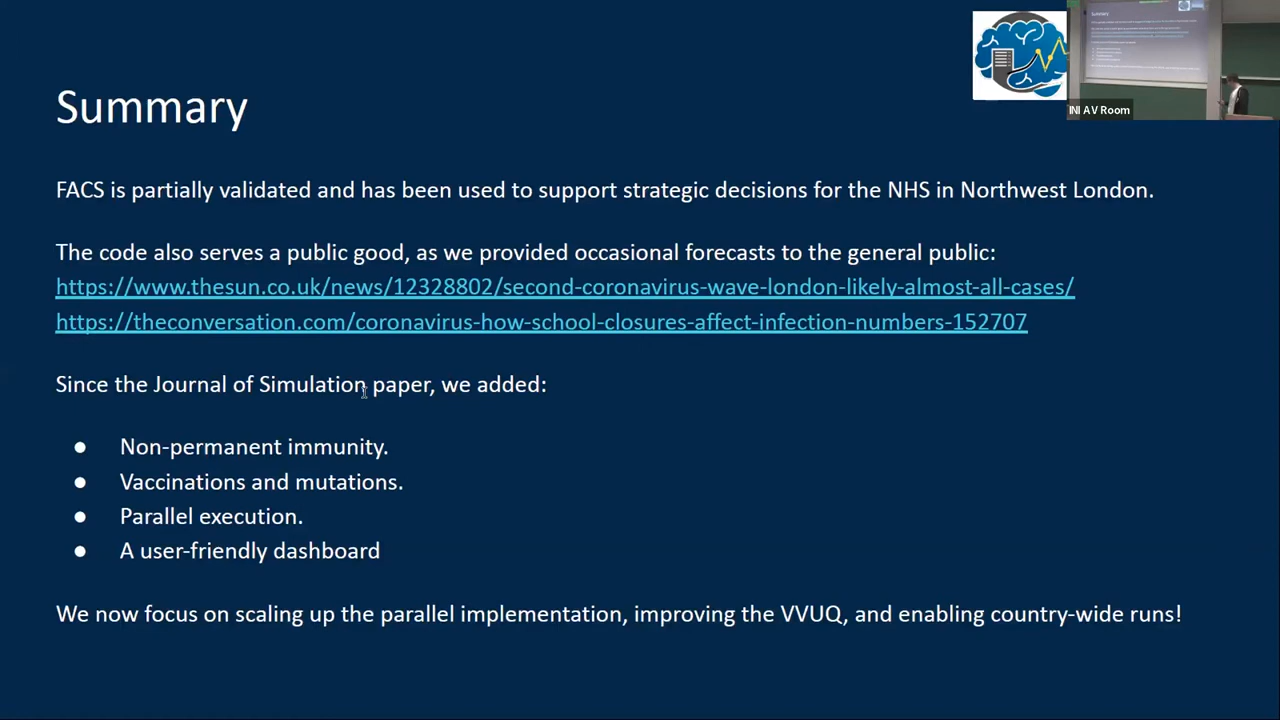 Summary
INI AV Room
FACS is partially validated and has been used to support strategic decisions for the NHS in Northwest London.
The code also serves a public good, as we provided occasional forecasts to the general public:
https://www.thesun.co.uk/news/12328802/second-coronavirus-wave-london-likely-almost-all-cases/
https://theconversation.com/coronavirus-how-school-closures-affect-infection-numbers-152707
Since the Journal of Simulation paper, we added:
● Non-permanent immunity.
● Vaccinations and mutations.
● Parallel execution.
● A user-friendly dashboard
We now focus on scaling up the parallel implementation, improving the VVUQ, and enabling country-wide runs!